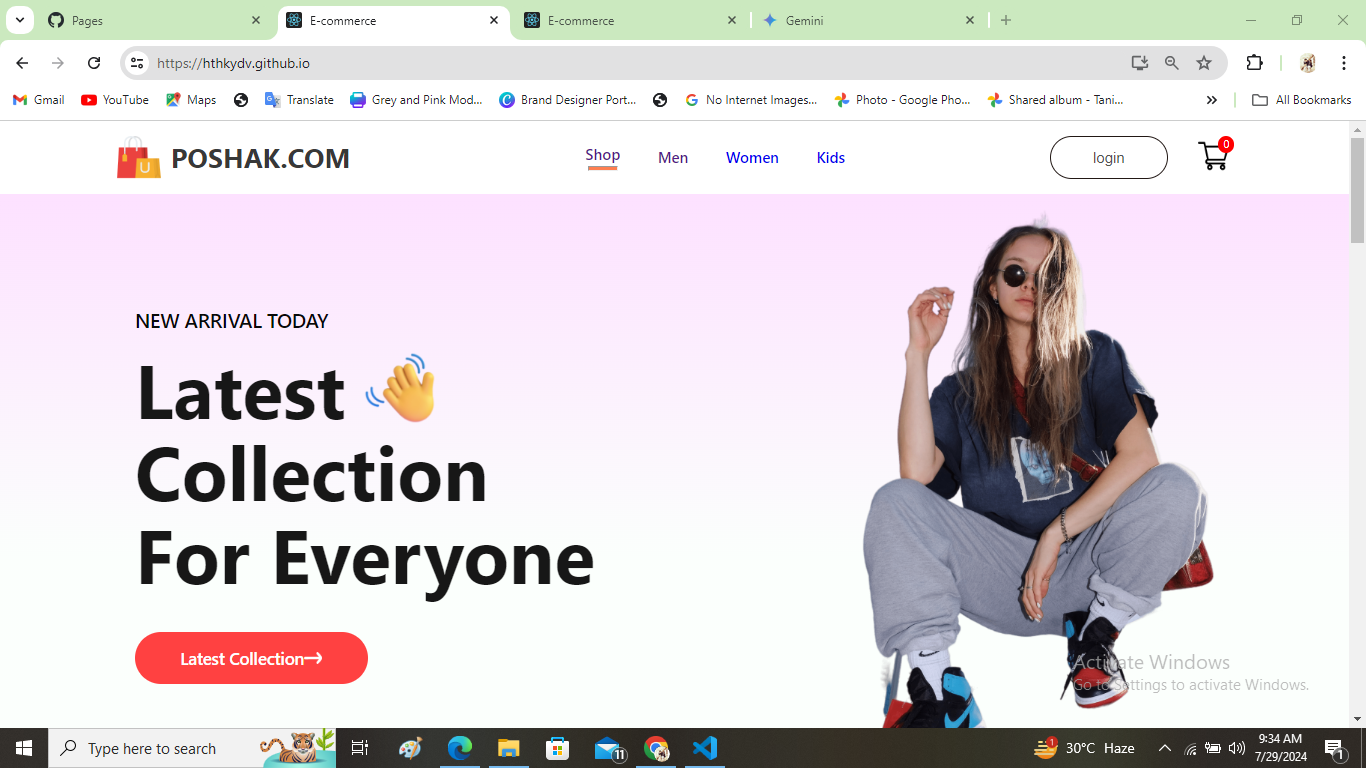 Pages
E-commerce
E-commerce
Gemini
https://hthkydv.github.io
Gmail
YouTube
Maps
Translate
Grey and Pink Mod...
Brand Designer Port...
No Internet Images...
Photo - Google Pho...
Shared album - Tani...
All Bookmarks
U
POSHAK.COM
Shop
Men
Women
Kids
login
0
NEW ARRIVAL TODAY
Latest
Collection
For Everyone
Latest Collection
Activate Windows
Go to Settings to activate Windows.
Type here to search
11
1
30°C Haze
9:34 AM
7/29/2024
1